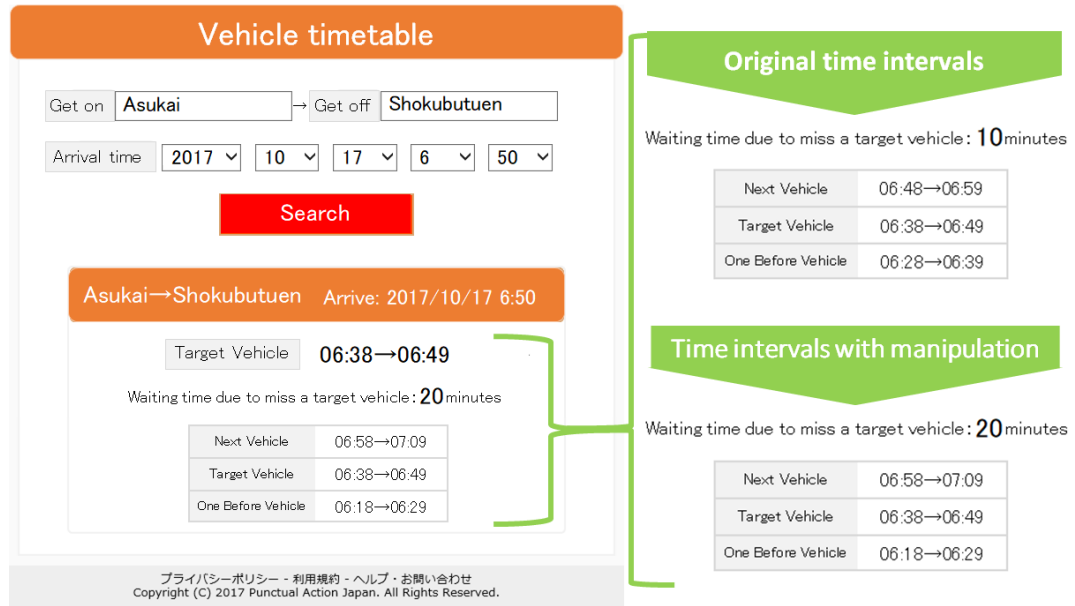 Vehicle timetable
Get on Asukai → Get off Shokubutuen
Arrival time 2017 10 17 6 50
Search
Asukai→Shokubutuen Arrive: 2017/10/17 6:50
Target Vehicle 06:38→06:49
Waiting time due to miss a target vehicle: 20 minutes
Next Vehicle 06:58→07:09
Target Vehicle 06:38→06:49
One Before Vehicle 06:18→06:29
プライバシーポリシー - 利用規約 - ヘルプ・お問い合わせ
Copyright (C) 2017 Punctual Action Japan. All Rights Reserved.
Original time intervals
Waiting time due to miss a target vehicle: 10 minutes
Next Vehicle 06:48→06:59
Target Vehicle 06:38→06:49
One Before Vehicle 06:28→06:39
Time intervals with manipulation
Waiting time due to miss a target vehicle: 20 minutes
Next Vehicle 06:58→07:09
Target Vehicle 06:38→06:49
One Before Vehicle 06:18→06:29